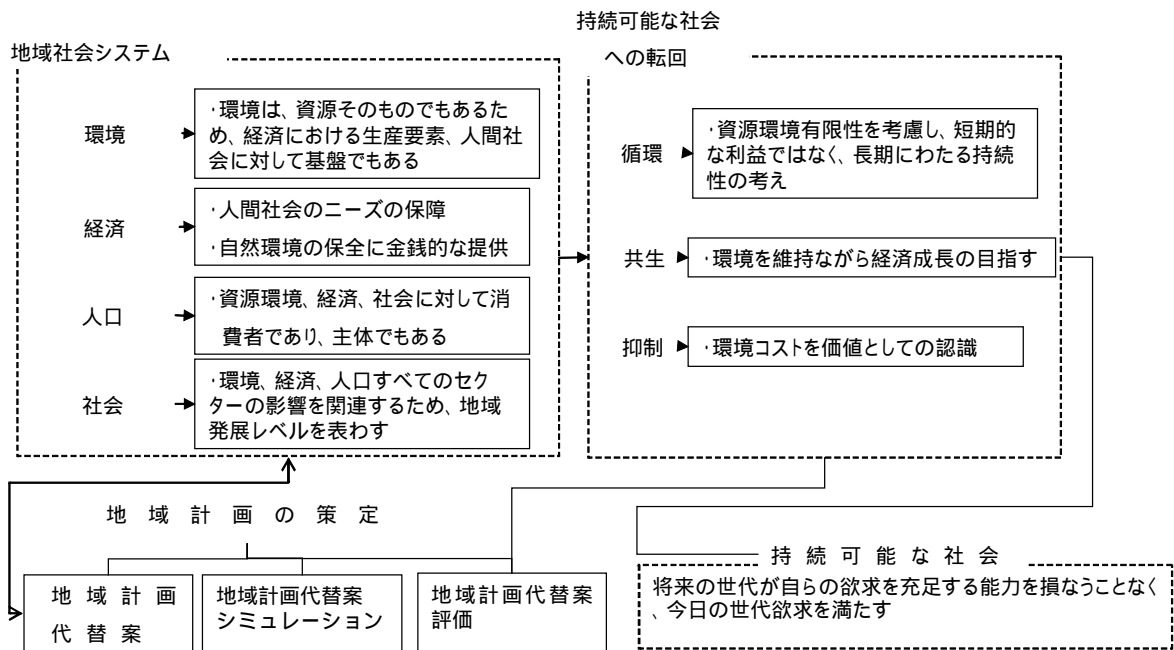 地域社会システム
環境
・環境は、資源そのものでもあるた
め、経済における生産要素、人間社
会に対して基盤でもある
経済
・人間社会のニーズの保障
・自然環境の保全に金銭的な提供
人口
・資源環境、経済、社会に対して消
費者であり、主体でもある
社会
・環境、経済、人口すべてのセク
ターの影響を関連するため、地域
発展レベルを表わす
持続可能な社会
への転回
循環
・資源環境有限性を考慮し、短期的
な利益ではなく、長期にわたる持続
性の考え
共生
・環境を維持ながら経済成長の目指す
抑制
・環境コストを価値としての認識
地域計画の策定
地域計画
代替案
地域計画代替案
シミュレーション
地域計画代替案
評価
持続可能な社会
将来の世代が自らの欲求を充足する能力を損なうことなく
、今日の世代欲求を満たす